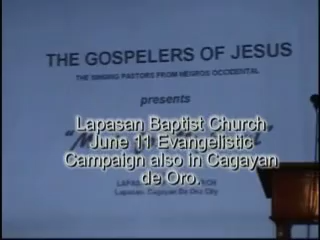 THE GOSPELERS OF JESUS
THE SINGING PASTORS FROM NEGROS OCCIDENTAL
presents
Lapasan Baptist Church
June 11 Evangelistic
Campaign also in Cagayan
de Oro.
Lapasan, Cagayan De Oro City